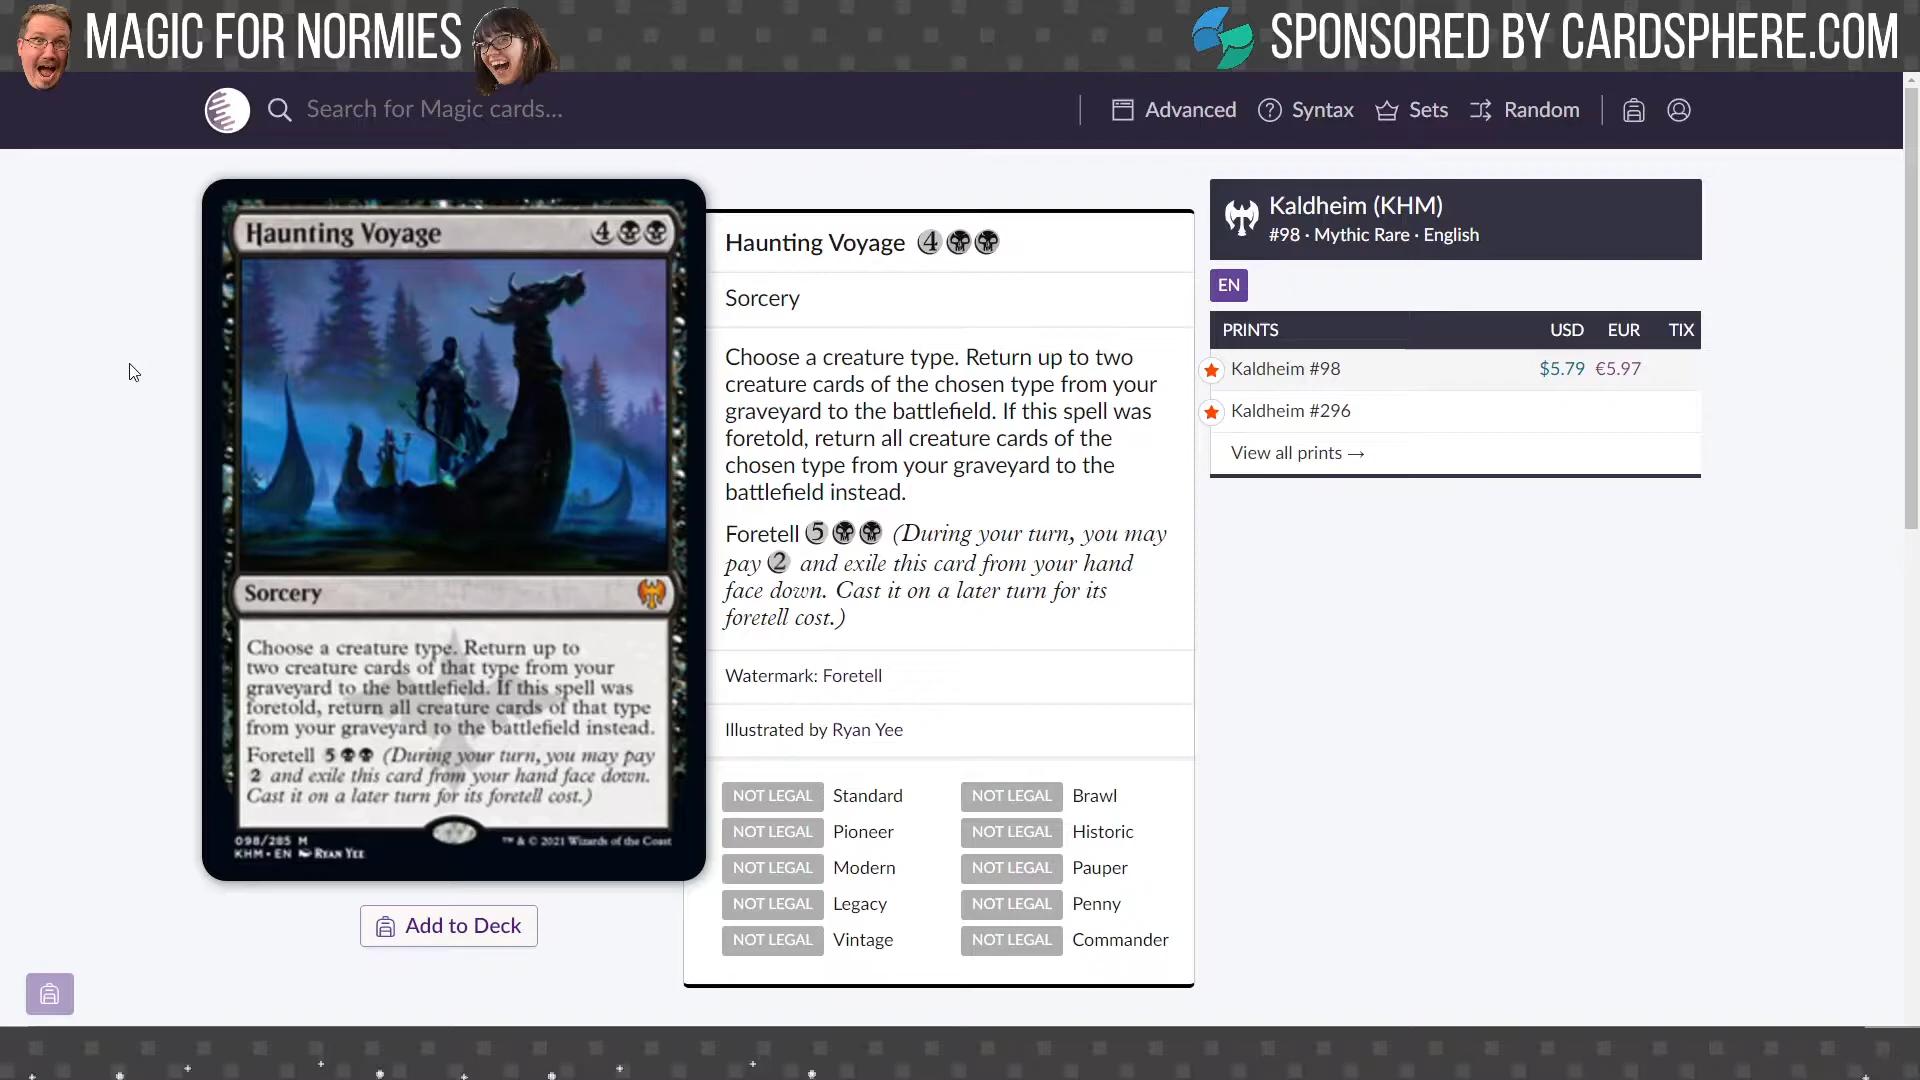 MAGIC FOR NORMIES
SPONSORED BY CARDSPHERE.COM
Search for Magic cards...
Advanced
Syntax
Sets
Random
Haunting Voyage 4
Sorcery
Choose a creature type. Return up to
two creature cards of that type from your
graveyard to the battlefield. If this spell was
foretold, return all creature cards of that type
from your graveyard to the battlefield instead.
Foretell 5 (During your turn, you may pay
2 and exile this card from your hand face down.
Cast it on a later turn for its foretell cost.)
098/285 M
KHM • EN RYAN YEE
™ & © 2021 Wizards of the Coast
Add to Deck
Haunting Voyage 4
Sorcery
Choose a creature type. Return up to two
creature cards of the chosen type from your
graveyard to the battlefield. If this spell was
foretold, return all creature cards of the
chosen type from your graveyard to the
battlefield instead.
Foretell 5 (During your turn, you may
pay 2 and exile this card from your hand
face down. Cast it on a later turn for its
foretell cost.)
Watermark: Foretell
Illustrated by Ryan Yee
NOT LEGAL Standard NOT LEGAL Brawl
NOT LEGAL Pioneer NOT LEGAL Historic
NOT LEGAL Modern NOT LEGAL Pauper
NOT LEGAL Legacy NOT LEGAL Penny
NOT LEGAL Vintage NOT LEGAL Commander
Kaldheim (KHM)
#98 · Mythic Rare · English
EN
PRINTS USD EUR TIX
Kaldheim #98 $5.79 €5.97
Kaldheim #296
View all prints →